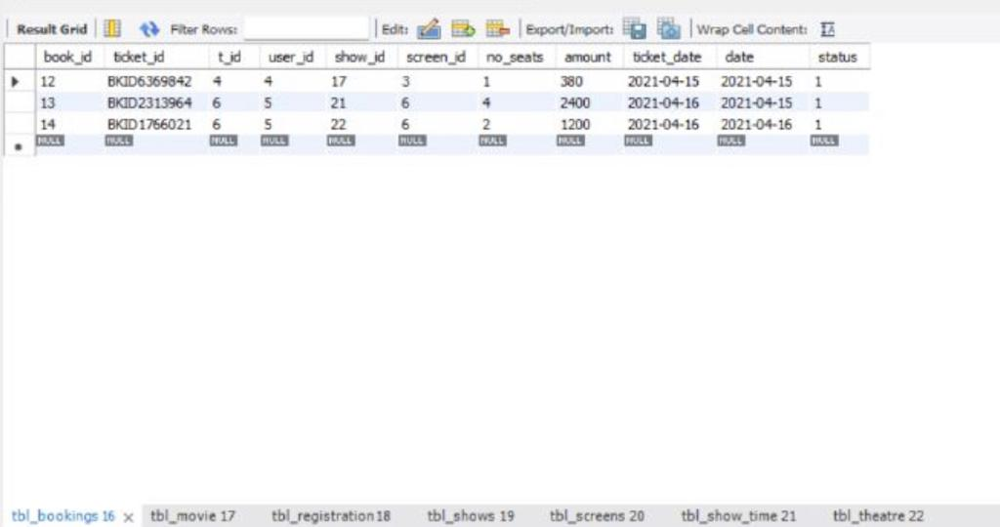 Result Grid Filter Rows: Edit: Export/Import: Wrap Cell Content: IA
book_id ticket_id t_id user_id show_id screen_id no_seats amount ticket_date date status
12 BKID6369842 4 4 17 3 1 380 2021-04-15 2021-04-15 1
13 BKID2313964 6 5 21 6 4 2400 2021-04-16 2021-04-15 1
14 BKID1766021 6 5 22 6 2 1200 2021-04-16 2021-04-16 1
NULL NULL NULL NULL NULL NULL NULL NULL NULL NULL NULL
tbl_bookings 16 × tbl_movie 17 tbl_registration 18 tbl_shows 19 tbl_screens 20 tbl_show_time 21 tbl_theatre 22